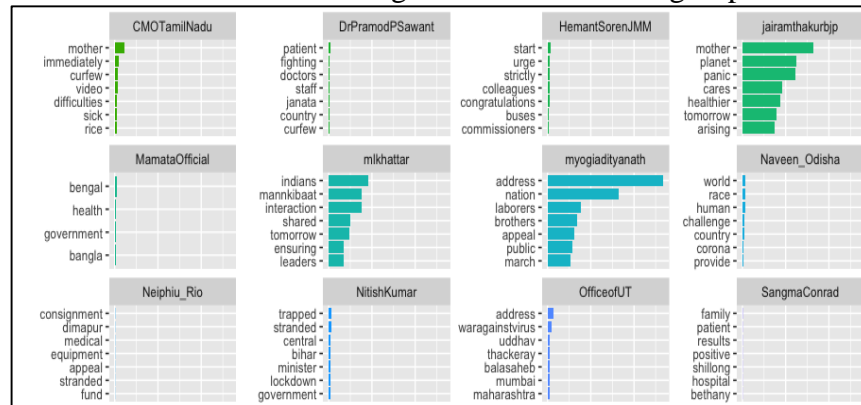 CMOTamilNadu
mother
immediately
curfew
video
difficulties
sick
rice
DrPramodPSawant
patient
fighting
doctors
staff
janata
country
curfew
HemantSorenJMM
start
urge
strictly
colleagues
congratulations
buses
commissioners
jairamthakurbjp
mother
planet
panic
cares
healthier
tomorrow
arising
MamataOfficial
bengal
health
government
bangla
mlkhattar
indians
mannkibaat
interaction
shared
tomorrow
ensuring
leaders
myogiadityanath
address
nation
laborers
brothers
appeal
public
march
Naveen_Odisha
world
race
human
challenge
country
corona
provide
Neiphiu_Rio
consignment
dimapur
medical
equipment
appeal
stranded
fund
NitishKumar
trapped
stranded
central
bihar
minister
lockdown
government
OfficeofUT
address
waragainstvirus
uddhav
thackeray
balasaheb
mumbai
maharashtra
SangmaConrad
family
patient
results
positive
shillong
hospital
bethany